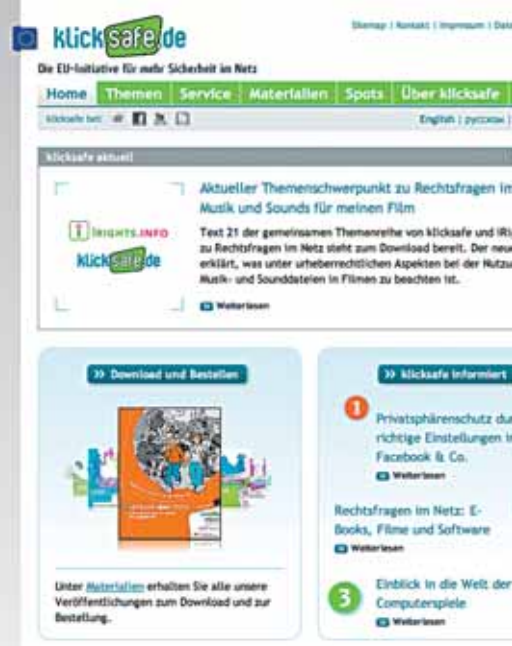 klicksafe.de
Sitemap | Kontakt | Impressum |
Die EU-Initiative für mehr Sicherheit im Netz
Home Themen Service Materialien Spots Über klicksafe
klicksafe bei:
English | русский |
klicksafe aktuell
Aktueller Themenschwerpunkt zu Rechtsfragen im
Musik und Sounds für meinen Film
iRIGHTS.INFO
klicksafe.de
Text 21 der gemeinsamen Themenreihe von klicksafe und
zu Rechtsfragen im Netz steht zum Download bereit. Der
erklärt, was unter urheberrechtlichen Aspekten bei der
Musik- und Sounddateien in Filmen zu beachten ist.
Weiterlesen
Download und Bestellen
Unter Materialien erhalten Sie alle unsere
Veröffentlichungen zum Download und zur
Bestellung.
klicksafe informiert
1
Privatsphärenschutz
richtige Einstellungen
Facebook & Co.
Weiterlesen
Rechtsfragen im Netz: E-
Books, Filme und Software
Weiterlesen
3
Einblick in die Welt der
Computerspiele
Weiterlesen